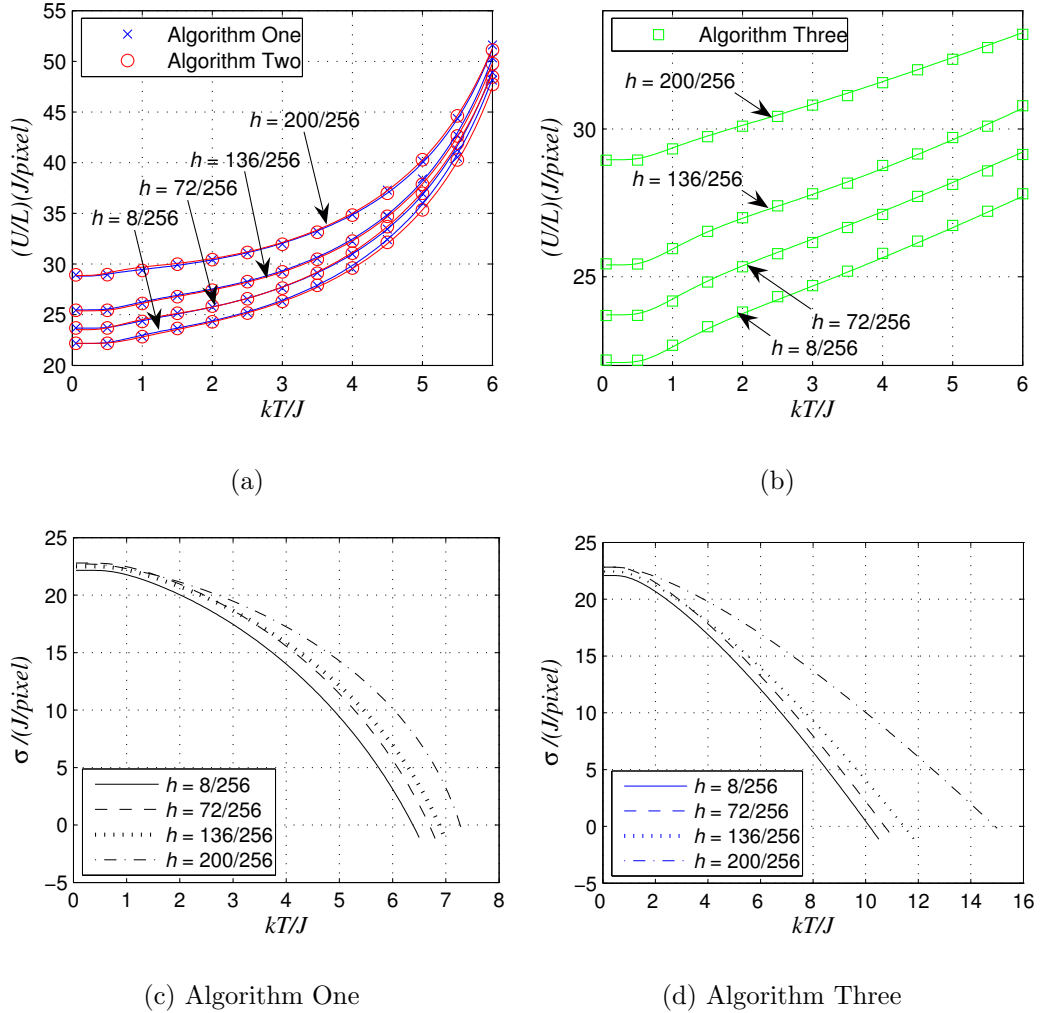 55
50
45
40
35
30
25
20
0
1
2
3
4
5
6
(U/L)(J/pixel)
kT/J
Algorithm One
Algorithm Two
h = 200/256
h = 136/256
h = 72/256
h = 8/256
(a)
30
25
0
1
2
3
4
5
6
(U/L)(J/pixel)
kT/J
Algorithm Three
h = 200/256
h = 136/256
h = 72/256
h = 8/256
(b)
25
20
15
10
5
0
−5
0
1
2
3
4
5
6
7
8
σ/(J/pixel)
kT/J
h = 8/256
h = 72/256
h = 136/256
h = 200/256
(c) Algorithm One
25
20
15
10
5
0
−5
0
2
4
6
8
10
12
14
16
σ/(J/pixel)
kT/J
h = 8/256
h = 72/256
h = 136/256
h = 200/256
(d) Algorithm Three